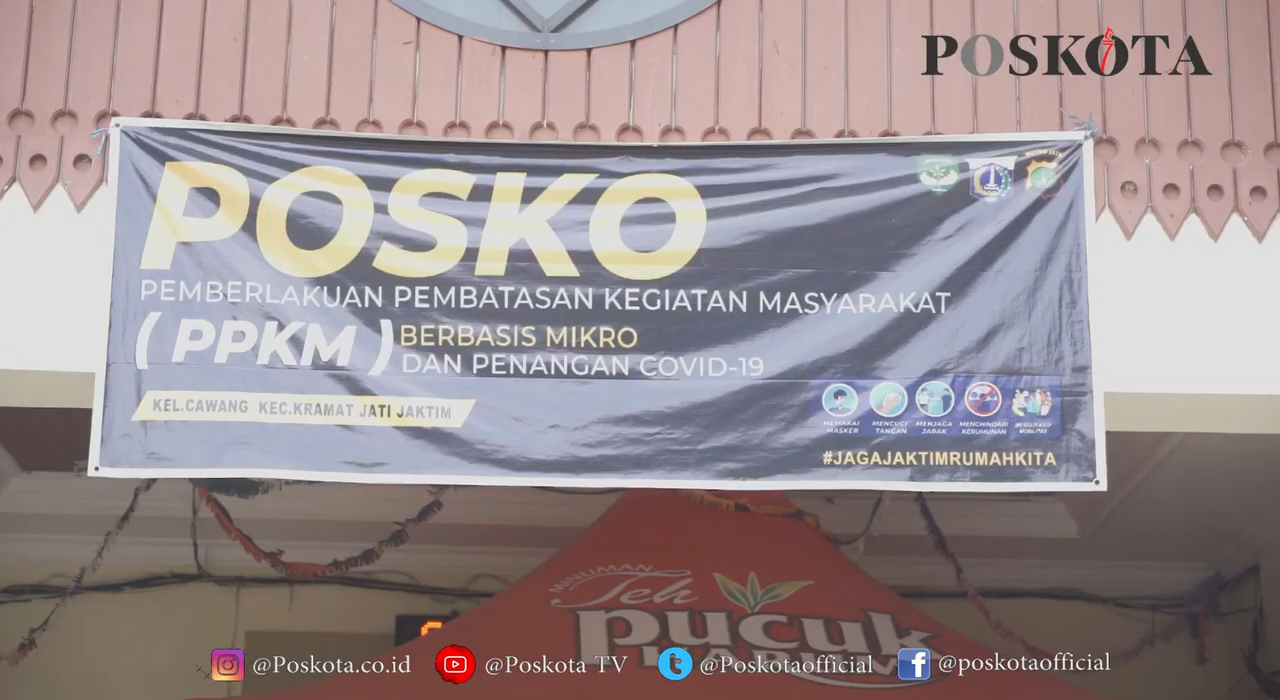 POSKOTA
POSKO
PEMBERLAKUAN PEMBATASAN KEGIATAN MASYARAKAT
( PPKM ) BERBASIS MIKRO
DAN PENANGAN COVID-19
KEL.CAWANG KEC.KRAMAT JATI JAKTIM
MEMAKAI MASKER
MENCUCI TANGAN
MENJAGA JARAK
MENGHINDARI KERUMUNAN
#JAGAJAKTIMRUMAHKITA
MINUMAN
Teh
pucuk
@Poskota.co.id
@Poskota TV
@Poskotaofficial
@poskotaofficial